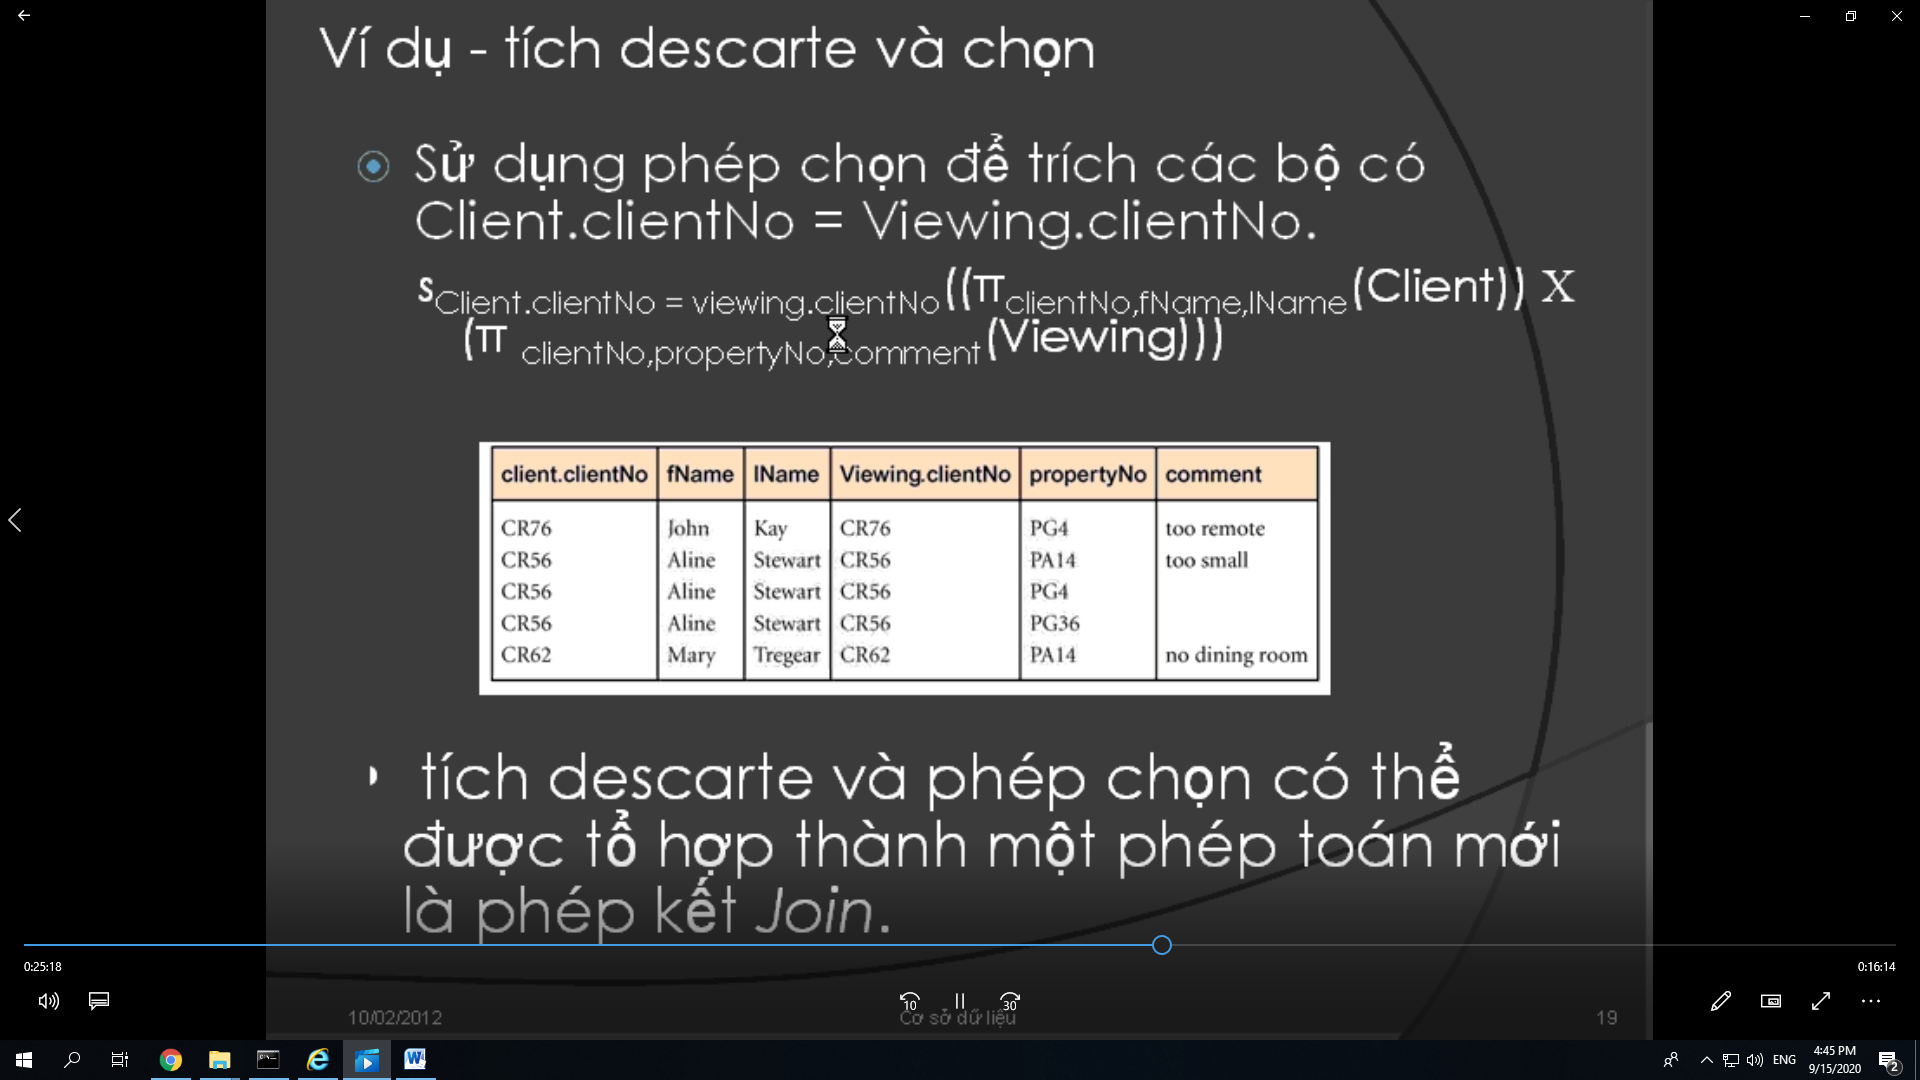 Ví dụ - tích descarte và chọn
Sử dụng phép chọn để trích các bộ có
Client.clientNo = Viewing.clientNo.
sClient.clientNo = viewing.clientNo((πclientNo,fName,lName(Client)) X
(π clientNo,propertyNo,comment(Viewing)))
client.clientNo fName lName Viewing.clientNo propertyNo comment
CR76 John Kay CR76 PG4 too remote
CR56 Aline Stewart CR56 PA14 too small
CR56 Aline Stewart CR56 PG4
CR56 Aline Stewart CR56 PG36
CR62 Mary Tregear CR62 PA14 no dining room
tích descarte và phép chọn có thể
được tổ hợp thành một phép toán mới
là phép kết Join.
0:25:18 0:16:14
10 30
10/02/2012 Cơ sở dữ liệu 19
ENG 4:45 PM
9/15/2020 2